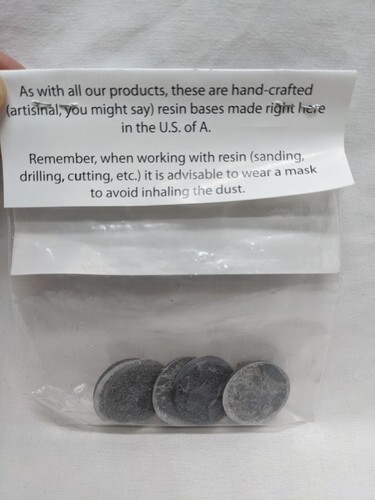 As with all our products, these are hand-crafted
(artisinal, you might say) resin bases made right here
in the U.S. of A.
Remember, when working with resin (sanding,
drilling, cutting, etc.) it is advisable to wear a mask
to avoid inhaling the dust.